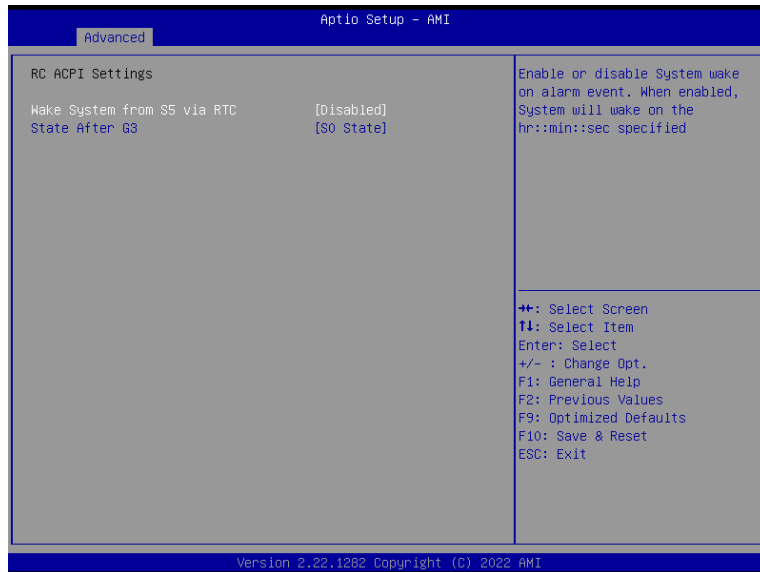 Aptio Setup – AMI
Advanced
RC ACPI Settings
Wake System from S5 via RTC [Disabled]
State After G3 [S0 State]
Enable or disable System wake
on alarm event. When enabled,
System will wake on the
hr::min::sec specified
→←: Select Screen
↑↓: Select Item
Enter: Select
+/- : Change Opt.
F1: General Help
F2: Previous Values
F9: Optimized Defaults
F10: Save & Reset
ESC: Exit
Version 2.22.1282 Copyright (C) 2022 AMI